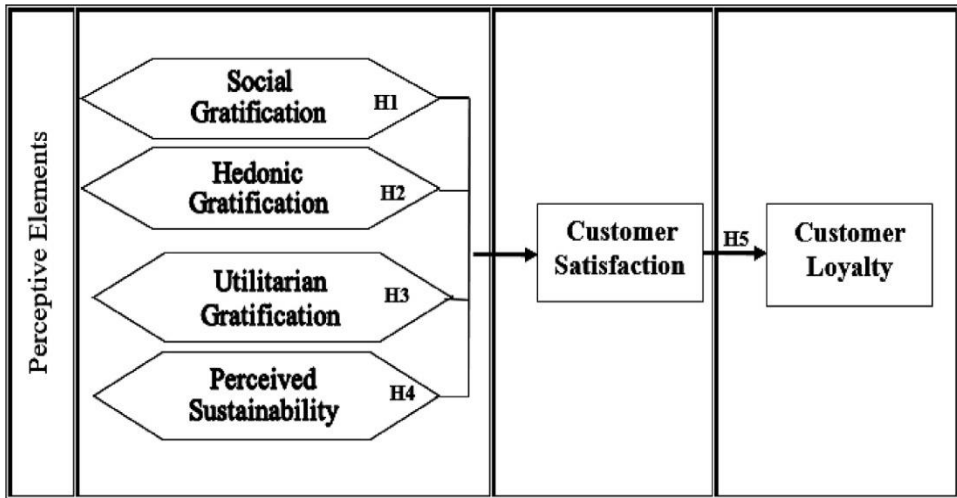 Perceptive Elements
Social
Gratification
H1
Hedonic
Gratification
H2
Utilitarian
Gratification
H3
Perceived
Sustainability
H4
Customer
Satisfaction
H5
Customer
Loyalty